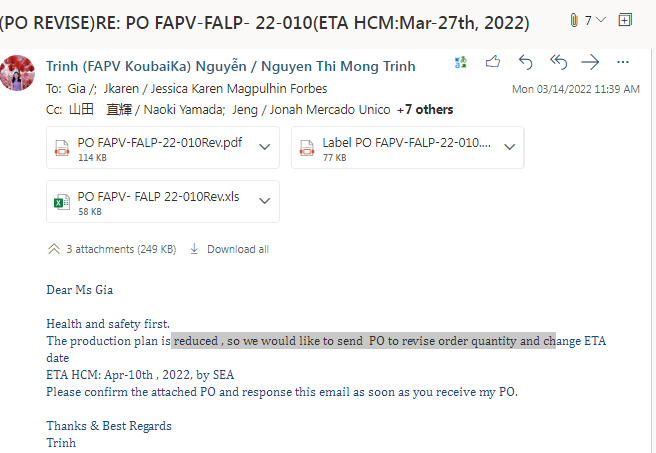 (PO REVISE)RE: PO FAPV-FALP- 22-010(ETA HCM:Mar-27th, 2022)
7
Trinh (FAPV KoubaiKa) Nguyễn / Nguyen Thi Mong Trinh
To: Gia /; Jkaren / Jessica Karen Magpulhin Forbes
Mon 03/14/2022 11:39 AM
Cc: 山田 直輝 / Naoki Yamada; Jeng / Jonah Mercado Unico +7 others
PO FAPV-FALP-22-010Rev.pdf
114 KB
Label PO FAPV-FALP-22-010....
77 KB
PO FAPV- FALP 22-010Rev.xls
58 KB
3 attachments (249 KB) Download all
Dear Ms Gia
Health and safety first.
The production plan is reduced , so we would like to send PO to revise order quantity and change ETA
date
ETA HCM: Apr-10th , 2022, by SEA
Please confirm the attached PO and response this email as soon as you receive my PO.
Thanks & Best Regards
Trinh